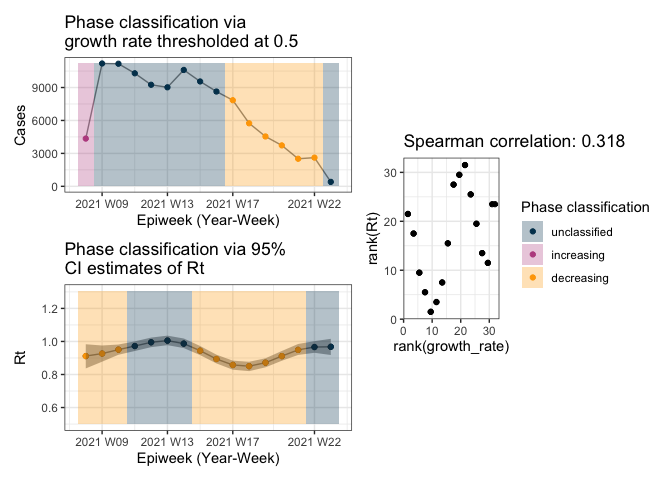 Phase classification via
growth rate thresholded at 0.5
Cases
9000
6000
3000
0
2021 W09 2021 W13 2021 W17 2021 W22
Epiweek (Year-Week)
Phase classification via 95%
CI estimates of Rt
Rt
1.2
1.0
0.8
0.6
2021 W09 2021 W13 2021 W17 2021 W22
Epiweek (Year-Week)
Spearman correlation: 0.318
rank(Rt)
30
20
10
0
0 10 20 30
rank(growth_rate)
Phase classification
unclassified
increasing
decreasing